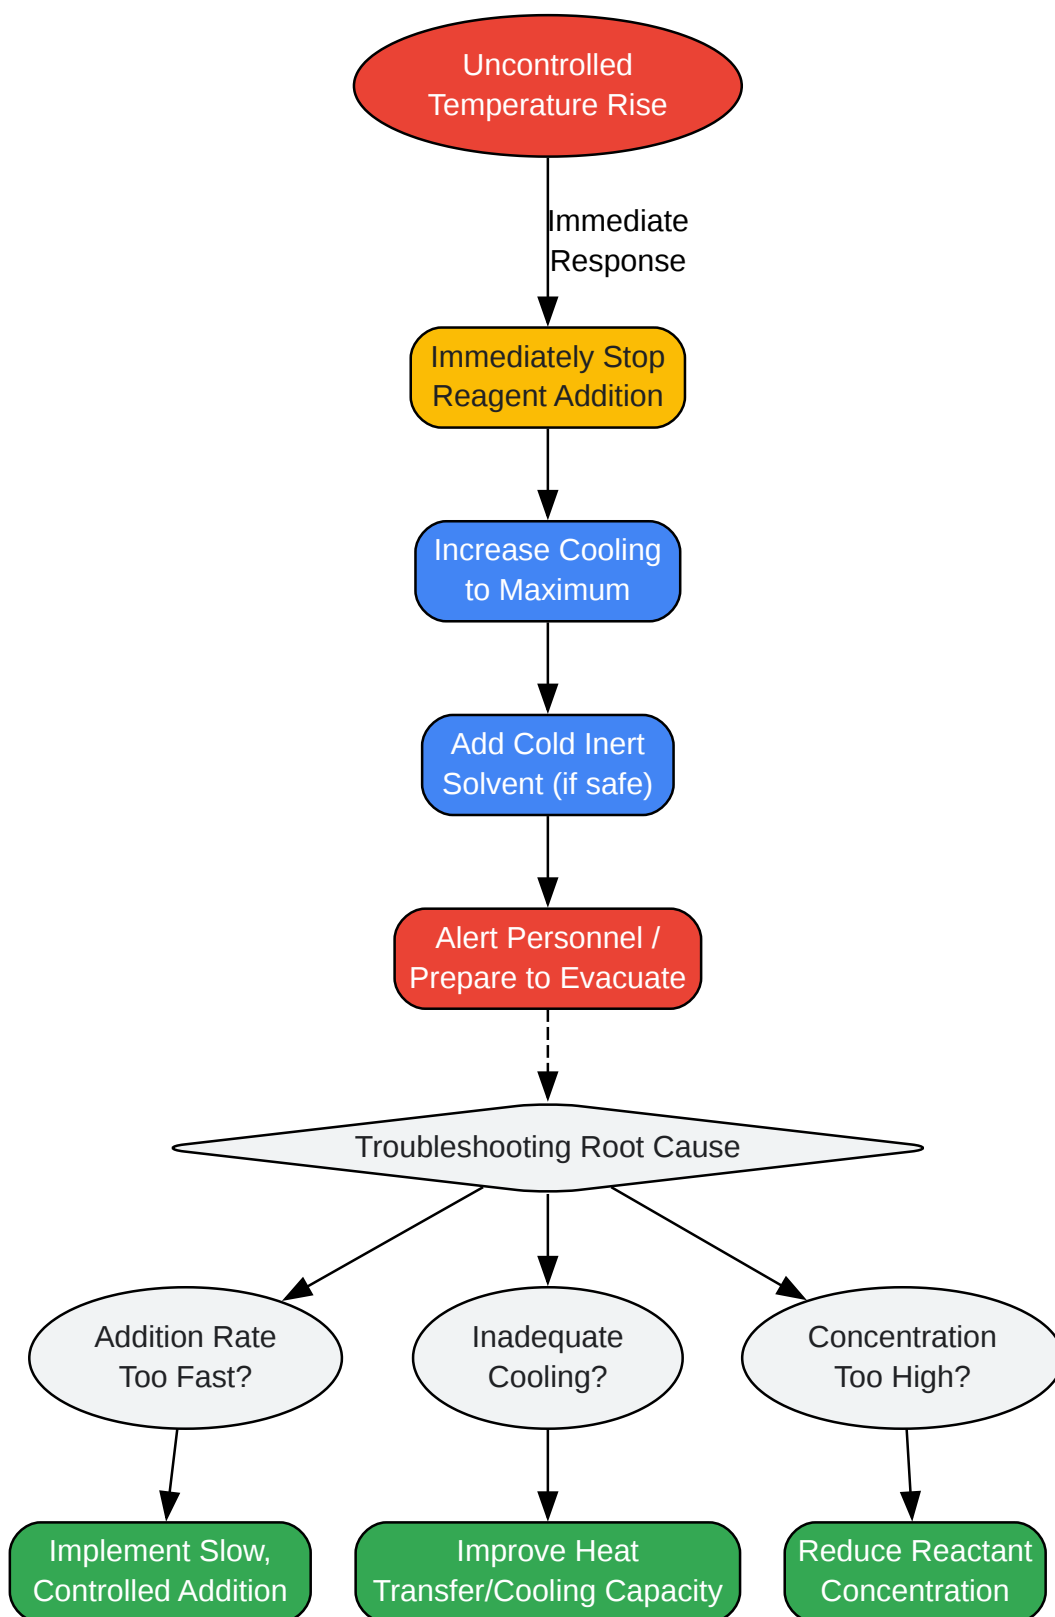 Uncontrolled
Temperature Rise
Immediate
Response
Immediately Stop
Reagent Addition
Increase Cooling
to Maximum
Add Cold Inert
Solvent (if safe)
Alert Personnel /
Prepare to Evacuate
Troubleshooting Root Cause
Addition Rate
Too Fast?
Inadequate
Cooling?
Concentration
Too High?
Implement Slow,
Controlled Addition
Improve Heat
Transfer/Cooling Capacity
Reduce Reactant
Concentration